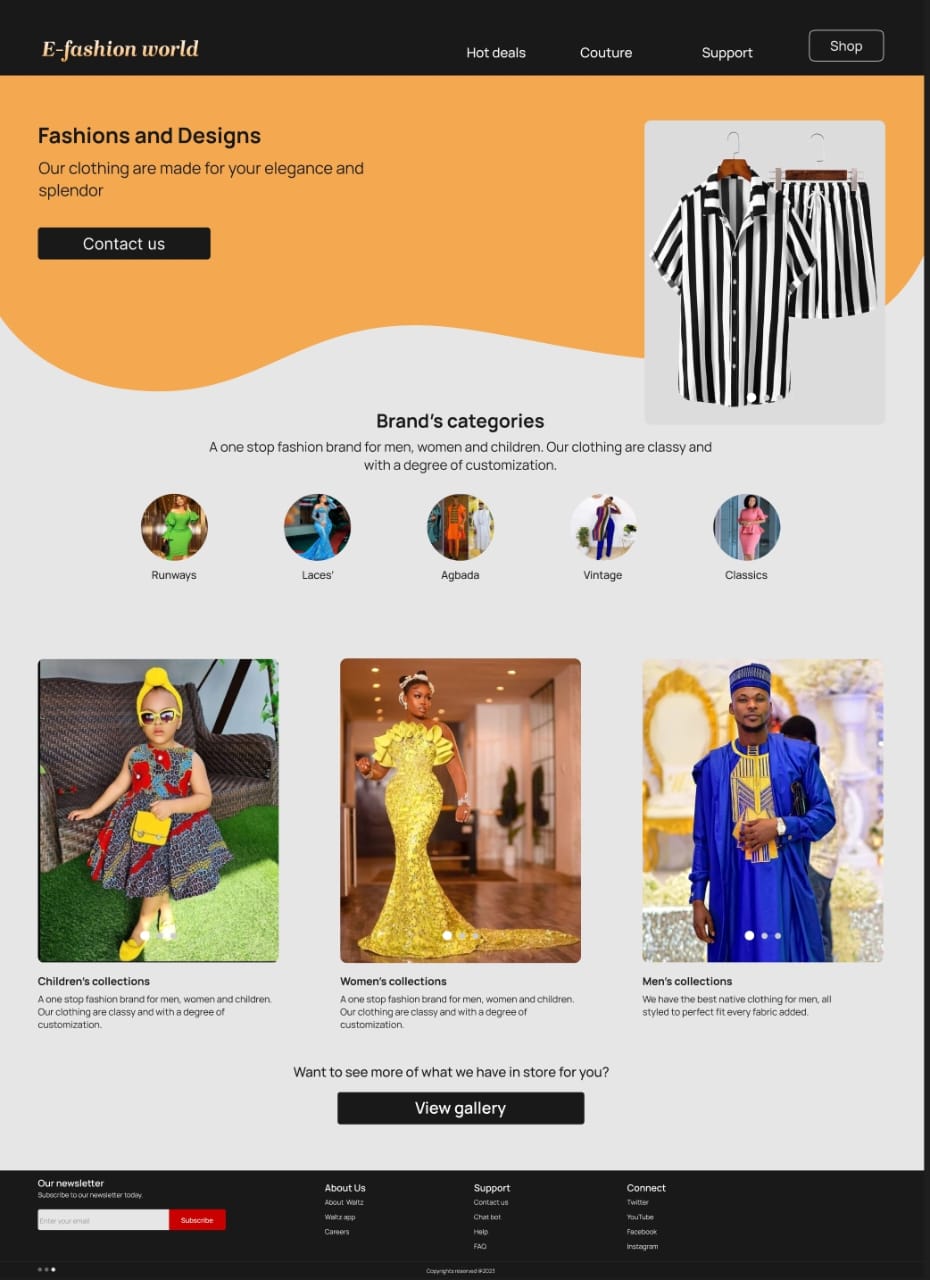 E-fashion world
Hot deals
Couture
Support
Shop
Fashions and Designs
Our clothing are made for your elegance and
splendor
Contact us
Brand's categories
A one stop fashion brand for men, women and children. Our clothing are classy and
with a degree of customization.
Runways
Laces'
Agbada
Vintage
Classics
Children's collections
A one stop fashion brand for men, women and children.
Our clothing are classy and with a degree of
customization.
Women's collections
A one stop fashion brand for men, women and children.
Our clothing are classy and with a degree of
customization.
Men's collections
We have the best native clothing for men, all
styled to perfect fit every fabric added.
Want to see more of what we have in store for you?
View gallery
Our newsletter
Subscribe to our newsletter today.
Enter your email
Subscribe
About Us
About Waltz
Waltz app
Careers
Support
Contact us
Chat bot
Help
FAQ
Connect
Twitter
YouTube
Facebook
Instagram
Copyrights reserved @2023